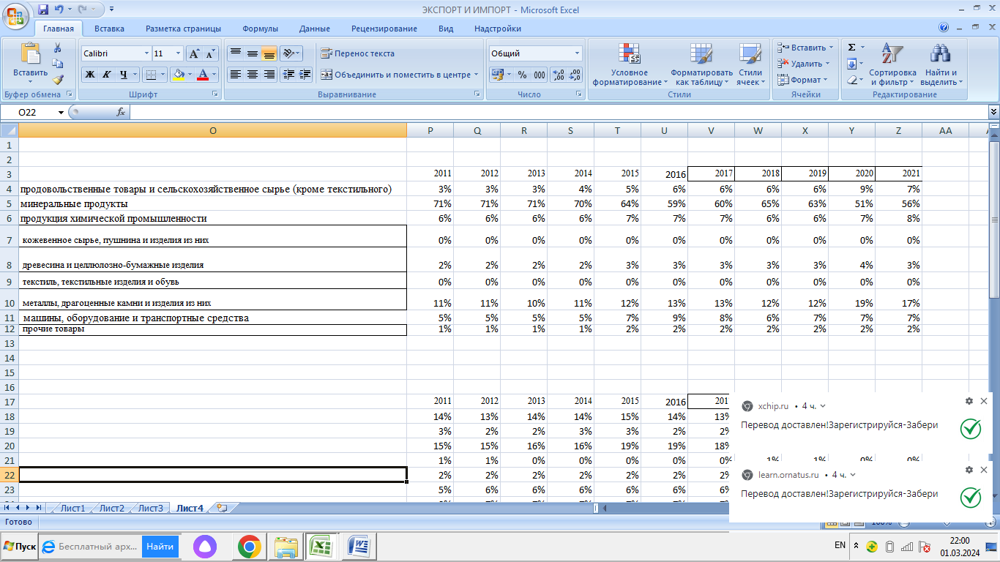 ЭКСПОРТ И ИМПОРТ - Microsoft Excel
Главная Вставка Разметка страницы Формулы Данные Рецензирование Вид Надстройки
Вставить
Calibri 11
Ж К Ч
Перенос текста
Объединить и поместить в центре
Общий
% 000
Условное форматирование
Форматировать как таблицу
Стили ячеек
Вставить
Удалить
Формат
Σ
Сортировка и фильтр
Найти и выделить
Буфер обмена Шрифт Выравнивание Число Стили Ячейки Редактирование
O22 fx
O P Q R S T U V W X Y Z AA
1
2
3 2011 2012 2013 2014 2015 2016 2017 2018 2019 2020 2021
4 продовольственные товары и сельскохозяйственное сырье (кроме текстильного) 3% 3% 3% 4% 5% 6% 6% 6% 6% 9% 7%
5 минеральные продукты 71% 71% 71% 70% 64% 59% 60% 65% 63% 51% 56%
6 продукция химической промышленности 6% 6% 6% 6% 7% 7% 7% 6% 6% 7% 8%
7 кожевенное сырье, пушнина и изделия из них 0% 0% 0% 0% 0% 0% 0% 0% 0% 0% 0%
8 древесина и целлюлозно-бумажные изделия 2% 2% 2% 2% 3% 3% 3% 3% 3% 4% 3%
9 текстиль, текстильные изделия и обувь 0% 0% 0% 0% 0% 0% 0% 0% 0% 0% 0%
10 металлы, драгоценные камни и изделия из них 11% 11% 10% 11% 12% 13% 13% 12% 12% 19% 17%
11 машины, оборудование и транспортные средства 5% 5% 5% 5% 7% 9% 8% 6% 7% 7% 7%
12 прочие товары 1% 1% 1% 1% 2% 2% 2% 2% 2% 2% 2%
13
14
15
16
17 2011 2012 2013 2014 2015 2016
18 14% 13% 14% 14% 15% 14% 13%
19 3% 2% 2% 3% 3% 2% 2%
20 15% 15% 16% 16% 19% 19% 18%
21 1% 1% 0% 0% 0% 0% 0%
22 2% 2% 2% 2% 2% 2% 2%
23 5% 6% 6% 6% 6% 6% 6%
xchip.ru • 4 ч.
Перевод доставлен!Зарегистрируйся-Забери
learn.ornatus.ru • 4 ч.
Перевод доставлен!Зарегистрируйся-Забери
Лист1 Лист2 Лист3 Лист4
Готово
Пуск
Бесплатный арх... Найти
EN
22:00
01.03.2024